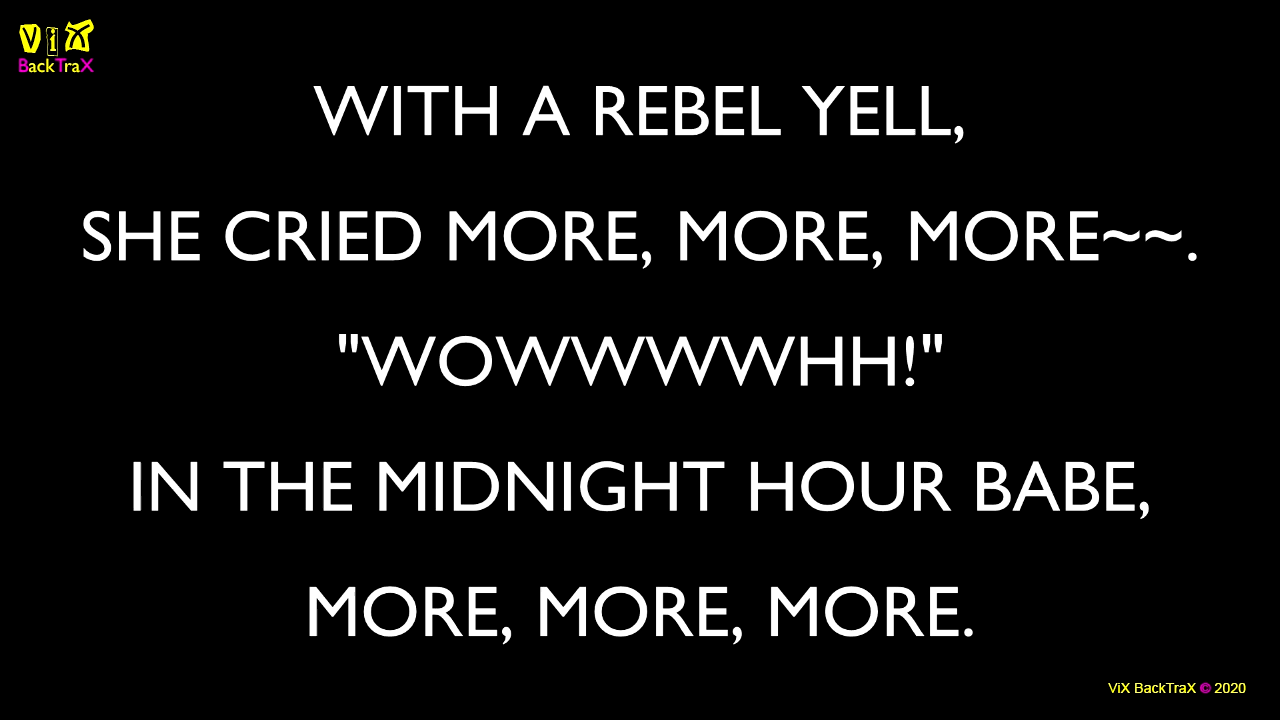 ViX
BackTraX
WITH A REBEL YELL,
SHE CRIED MORE, MORE, MORE~~.
"WOWWWWHH!"
IN THE MIDNIGHT HOUR BABE,
MORE, MORE, MORE.
ViX BackTraX © 2020